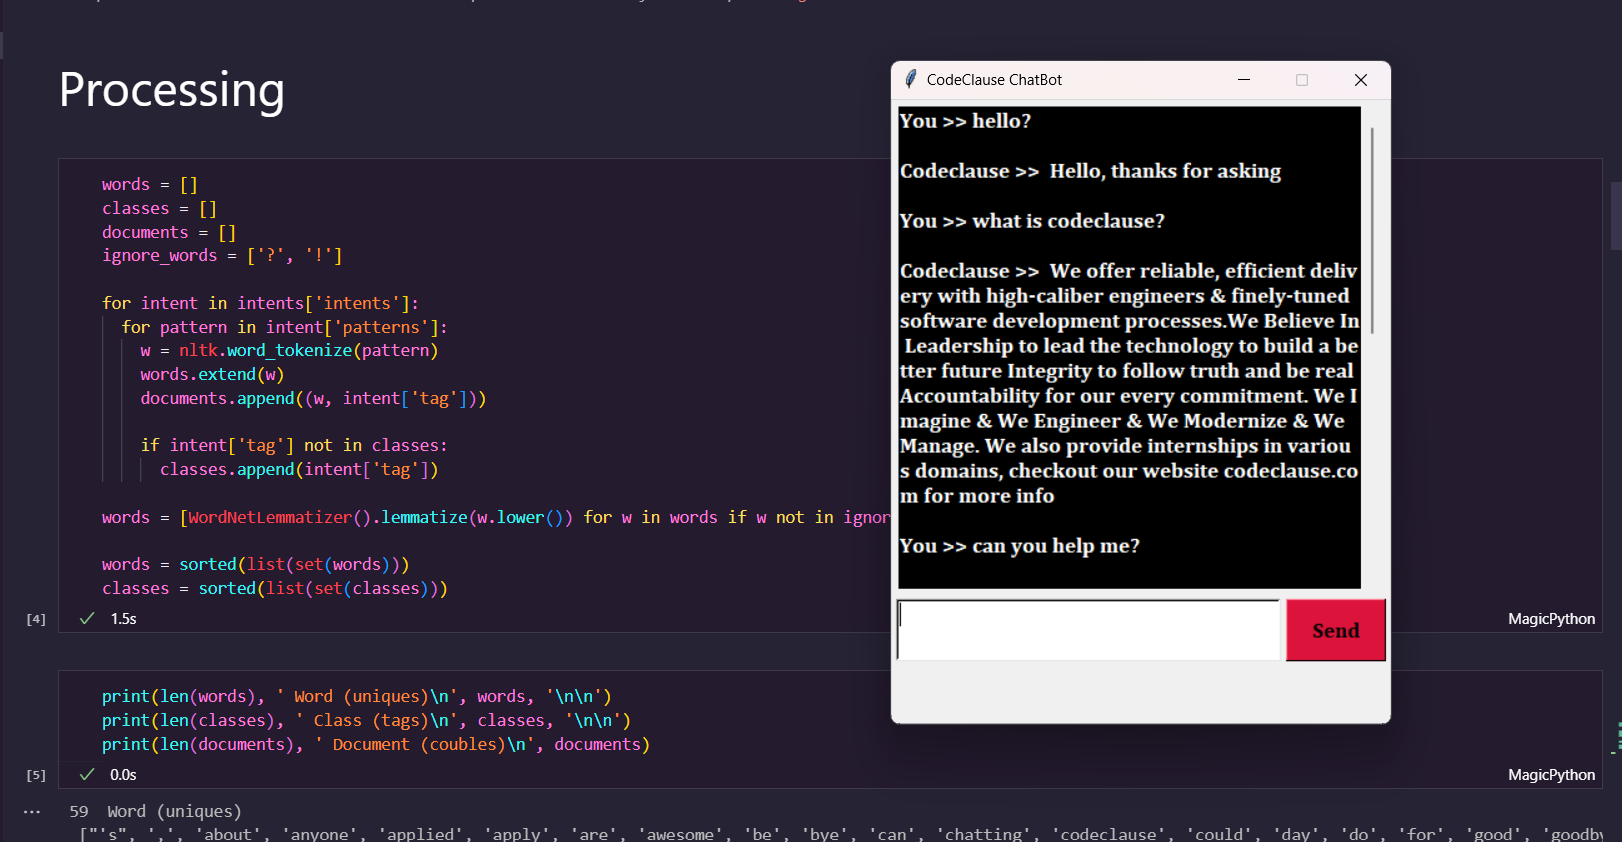 Processing
words = []
classes = []
documents = []
ignore_words = ['?', '!']
for intent in intents['intents']:
for pattern in intent['patterns']:
w = nltk.word_tokenize(pattern)
words.extend(w)
documents.append((w, intent['tag']))
if intent['tag'] not in classes:
classes.append(intent['tag'])
words = [WordNetLemmatizer().lemmatize(w.lower()) for w in words if w not in ignor
words = sorted(list(set(words)))
classes = sorted(list(set(classes)))
[4] 1.5s
MagicPython
print(len(words), ' Word (uniques)\n', words, '\n\n')
print(len(classes), ' Class (tags)\n', classes, '\n\n')
print(len(documents), ' Document (coubles)\n', documents)
[5] 0.0s
MagicPython
... 59 Word (uniques)
["'s", ',', 'about', 'anyone', 'applied', 'apply', 'are', 'awesome', 'be', 'bye', 'can', 'chatting', 'codeclause', 'could', 'day', 'do', 'for', 'good', 'goodby
CodeClause ChatBot
You >> hello?
Codeclause >> Hello, thanks for asking
You >> what is codeclause?
Codeclause >> We offer reliable, efficient deliv
ery with high-caliber engineers & finely-tuned
software development processes.We Believe In
Leadership to lead the technology to build a be
tter future Integrity to follow truth and be real
Accountability for our every commitment. We I
magine & We Engineer & We Modernize & We
Manage. We also provide internships in variou
s domains, checkout our website codeclause.co
m for more info
You >> can you help me?
Send